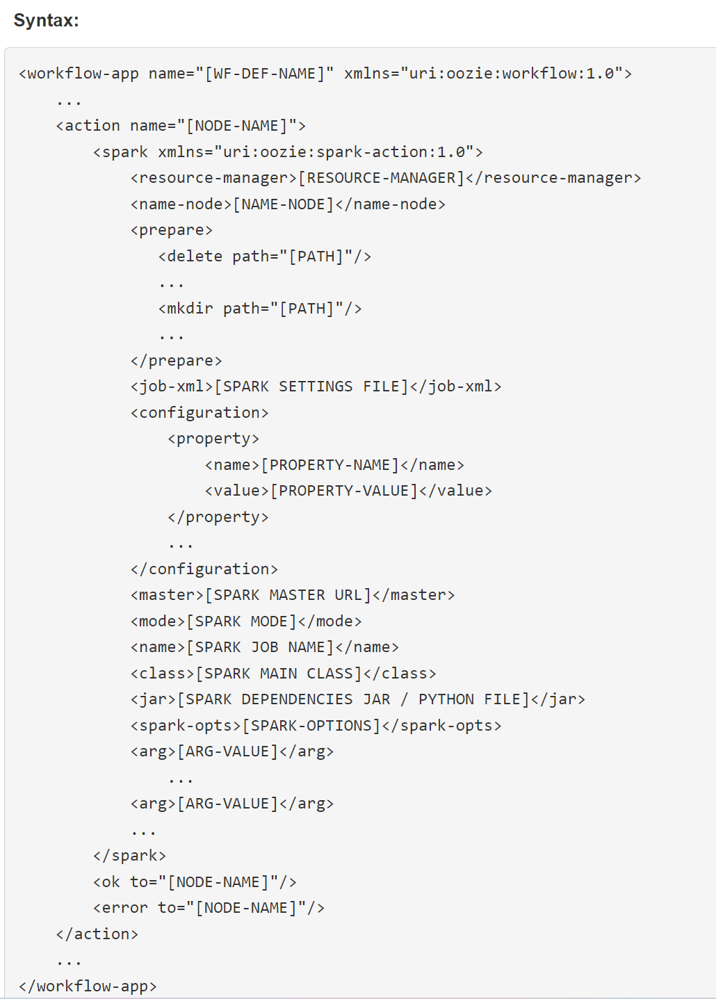 Syntax:
<workflow-app name="[WF-DEF-NAME]" xmlns="uri:oozie:workflow:1.0">
    ...
    <action name="[NODE-NAME]">
        <spark xmlns="uri:oozie:spark-action:1.0">
            <resource-manager>[RESOURCE-MANAGER]</resource-manager>
            <name-node>[NAME-NODE]</name-node>
            <prepare>
               <delete path="[PATH]"/>
               ...
               <mkdir path="[PATH]"/>
               ...
            </prepare>
            <job-xml>[SPARK SETTINGS FILE]</job-xml>
            <configuration>
                <property>
                    <name>[PROPERTY-NAME]</name>
                    <value>[PROPERTY-VALUE]</value>
                </property>
                ...
            </configuration>
            <master>[SPARK MASTER URL]</master>
            <mode>[SPARK MODE]</mode>
            <name>[SPARK JOB NAME]</name>
            <class>[SPARK MAIN CLASS]</class>
            <jar>[SPARK DEPENDENCIES JAR / PYTHON FILE]</jar>
            <spark-opts>[SPARK-OPTIONS]</spark-opts>
            <arg>[ARG-VALUE]</arg>
                ...
            <arg>[ARG-VALUE]</arg>
            ...
        </spark>
        <ok to="[NODE-NAME]"/>
        <error to="[NODE-NAME]"/>
    </action>
    ...
</workflow-app>